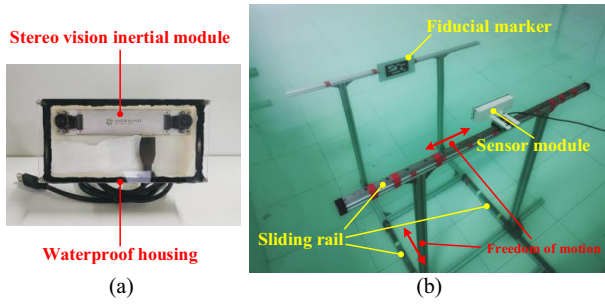 Stereo vision inertial module
Waterproof housing
(a)
Fiducial marker
Sensor module
Sliding rail
Freedom of motion
(b)